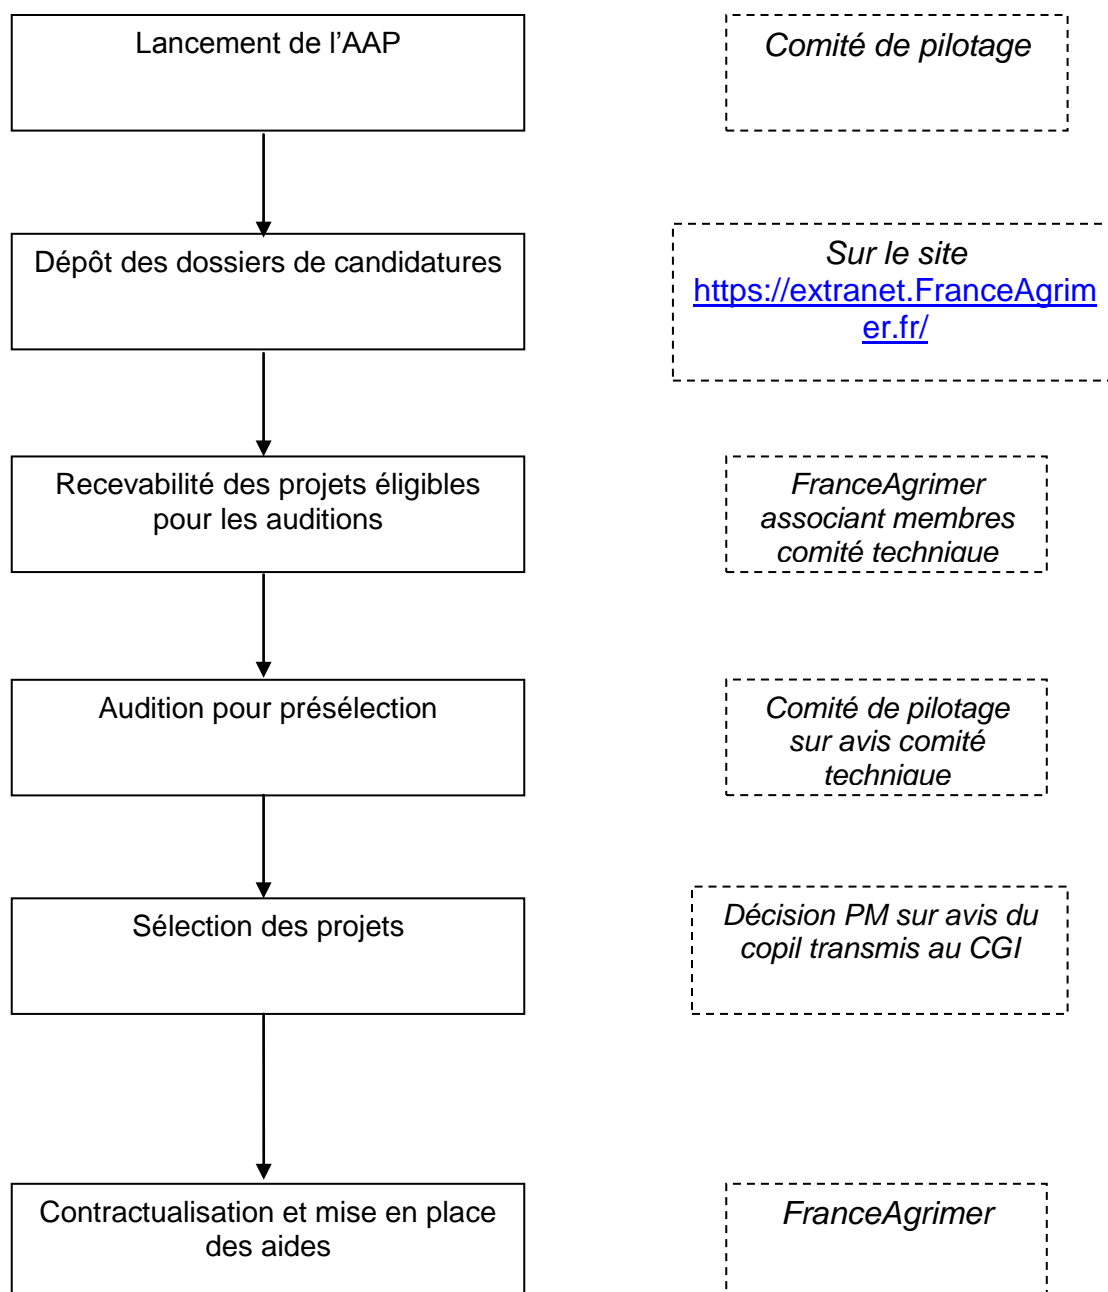 Lancement de l’AAP
Comité de pilotage
Dépôt des dossiers de candidatures
Sur le site
https://extranet.FranceAgrim
er.fr/
Recevabilité des projets éligibles
pour les auditions
FranceAgrimer
associant membres
comité technique
Audition pour présélection
Comité de pilotage
sur avis comité
technique
Sélection des projets
Décision PM sur avis du
copil transmis au CGI
Contractualisation et mise en place
des aides
FranceAgrimer